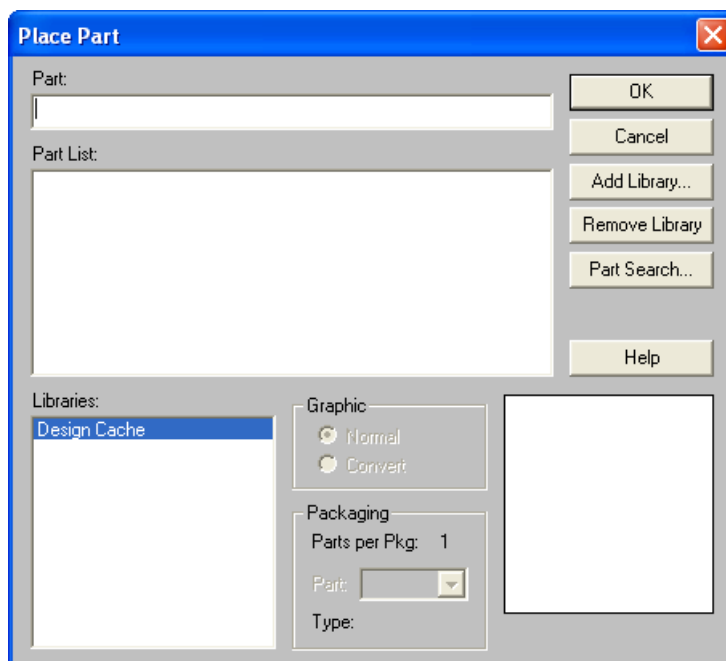 Place Part
Part:
OK
Cancel
Part List:
Add Library...
Remove Library
Part Search...
Help
Libraries:
Design Cache
Graphic
Normal
Convert
Packaging
Parts per Pkg: 1
Part:
Type: